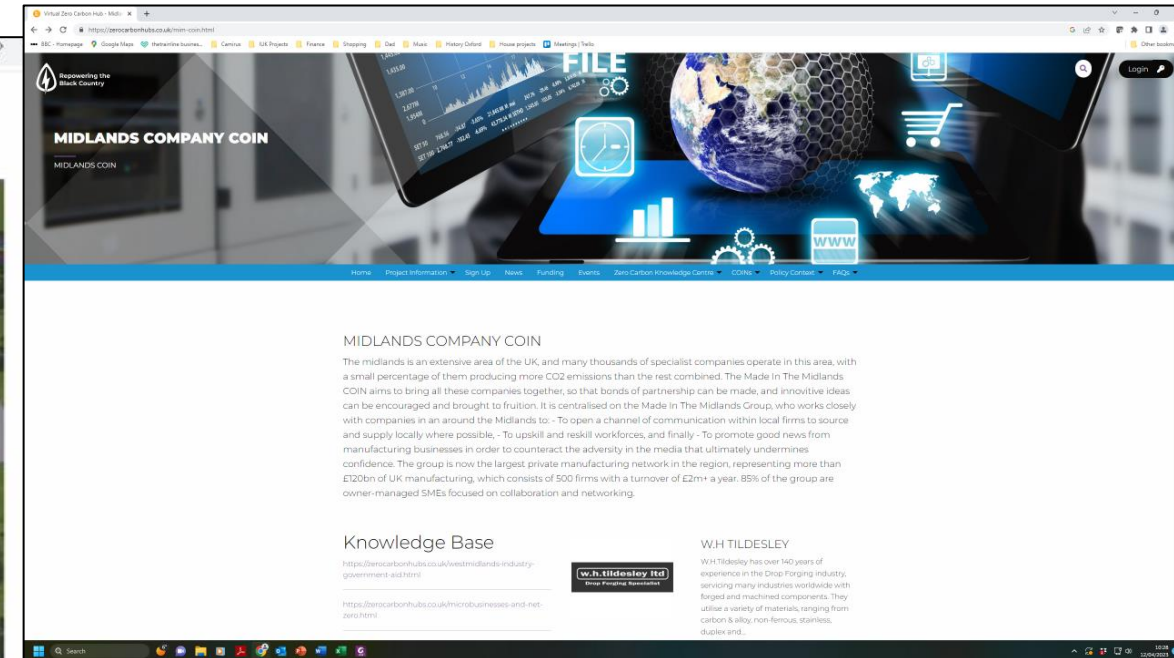 Virtual Zero Carbon Hub - Midla
https://zerocarbonhubs.co.uk/mim-coin.html
BBC - Homepage
Google Maps
thetrainline busines...
Camirus
IUK Projects
Finance
Shopping
Dad
Music
History Oxford
House projects
Meetings | Trello
Other bookm
Repowering the
Black Country
FILE
Login
MIDLANDS COMPANY COIN
MIDLANDS COIN
WWW
Home
Project Information
Sign Up
News
Funding
Events
Zero Carbon Knowledge Centre
COINs
Policy Context
FAQs
MIDLANDS COMPANY COIN
The midlands is an extensive area of the UK, and many thousands of specialist companies operate in this area, with
a small percentage of them producing more CO2 emissions than the rest combined. The Made In The Midlands
COIN aims to bring all these companies together, so that bonds of partnership can be made, and innovitive ideas
can be encouraged and brought to fruition. It is centralised on the Made In The Midlands Group, who works closely
with companies in an around the Midlands to: - To open a channel of communication within local firms to source
and supply locally where possible, - To upskill and reskill workforces, and finally - To promote good news from
manufacturing businesses in order to counteract the adversity in the media that ultimately undermines
confidence. The group is now the largest private manufacturing network in the region, representing more than
£120bn of UK manufacturing, which consists of 500 firms with a turnover of £2m+ a year. 85% of the group are
owner-managed SMEs focused on collaboration and networking.
Knowledge Base
https://zerocarbonhubs.co.uk/westmidlands-industry-
government-aid.html
https://zerocarbonhubs.co.uk/microbusinesses-and-net-
zero.html
w.h.tildesley ltd
Drop Forging Specialist
W.H TILDESLEY
W.H.Tildesley has over 140 years of
experience in the Drop Forging industry,
servicing many industries worldwide with
forged and machined components. They
utilise a variety of materials, ranging from
carbon & alloy, non-ferrous, stainless,
duplex and...
Search
10:28
12/04/2023